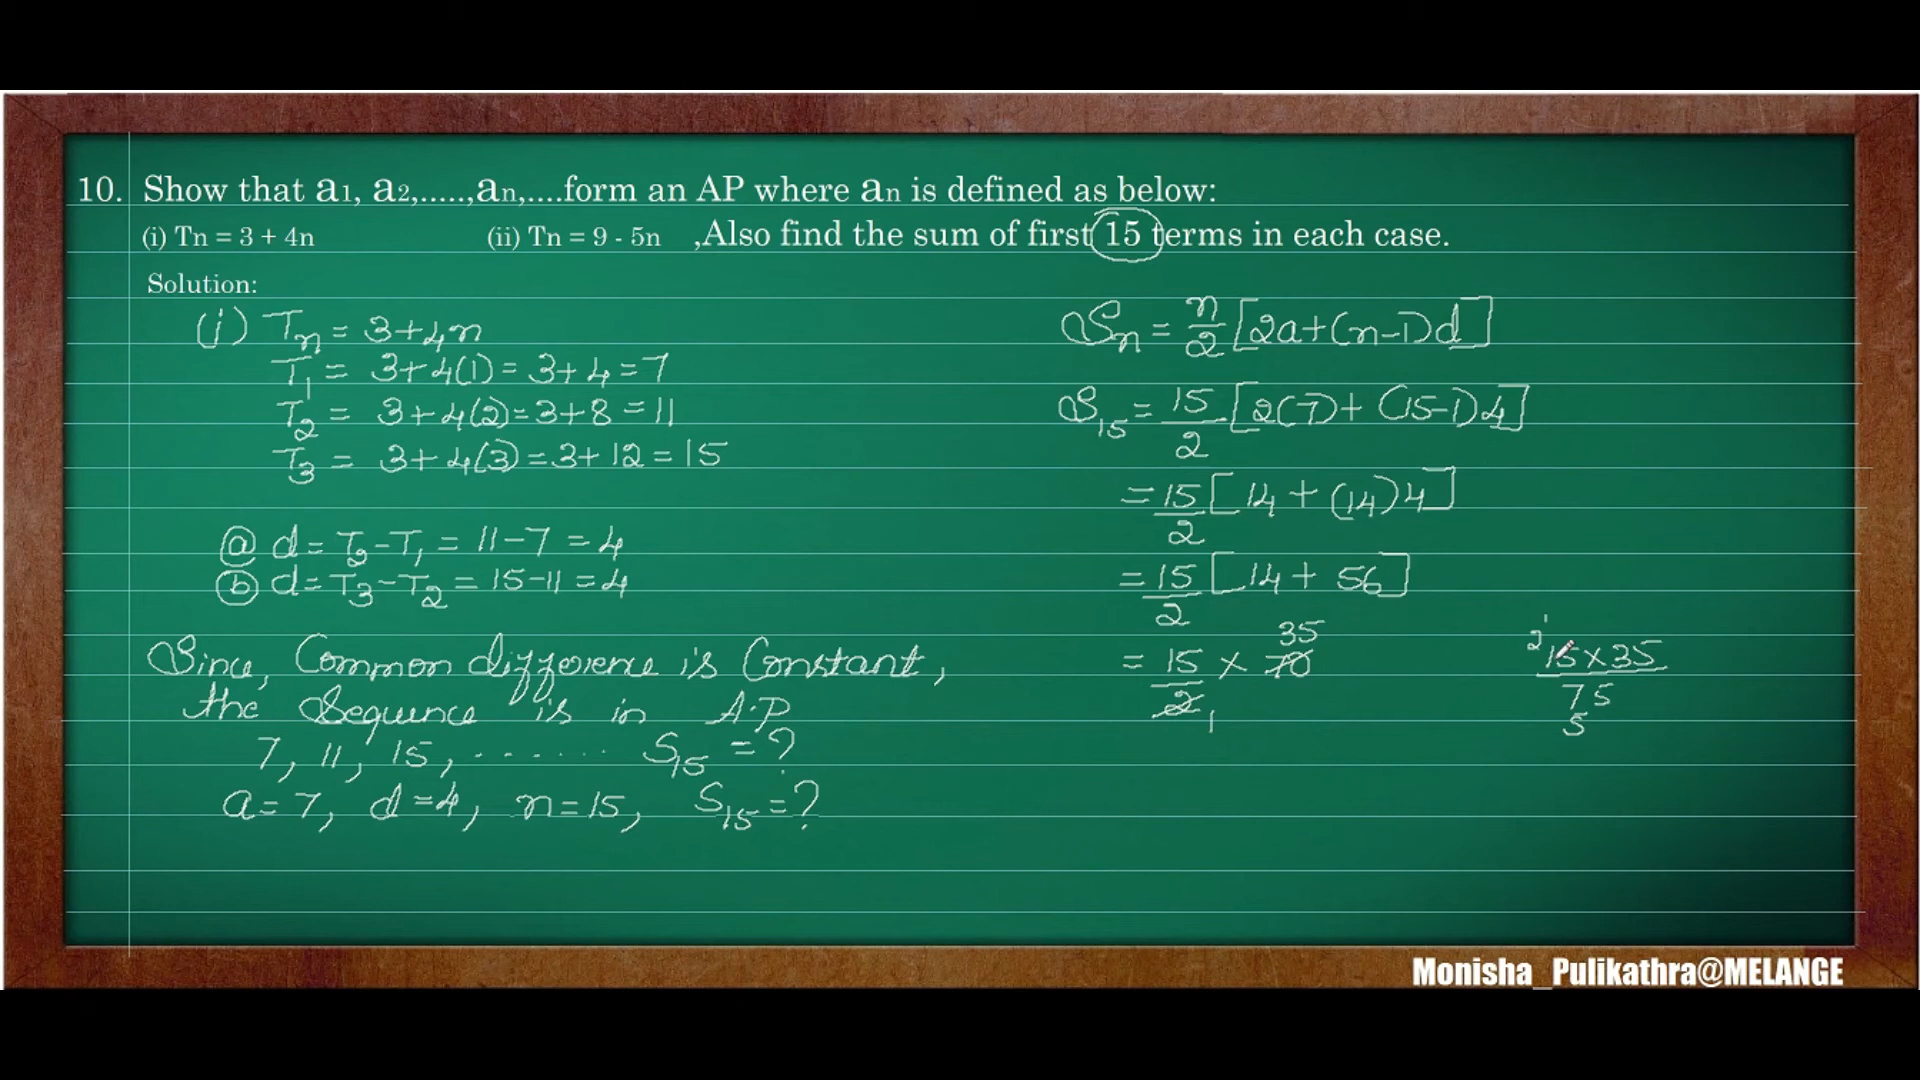 10. Show that a1, a2,.....,an,....form an AP where an is defined as below:
(i) Tn = 3 + 4n (ii) Tn = 9 - 5n ,Also find the sum of first 15 terms in each case.
Solution:
(i) Tn = 3+4n
T1 = 3+4(1) = 3+4 = 7
T2 = 3+4(2) = 3+8 = 11
T3 = 3+4(3) = 3+12 = 15
(a) d = T2-T1 = 11-7 = 4
(b) d = T3-T2 = 15-11 = 4
Since, Common difference is Constant,
the Sequence is in A.P
7, 11, 15, ....... S15 = ?
a=7, d=4, n=15, S15 = ?
Sn = n/2 [2a+(n-1)d]
S15 = 15/2 [2(7)+(15-1)4]
= 15/2 [14+(14)4]
= 15/2 [14+56]
35
= 15/2 × 70
1
2 1
15×35
75
5
Monisha_Pulikathra@MELANGE